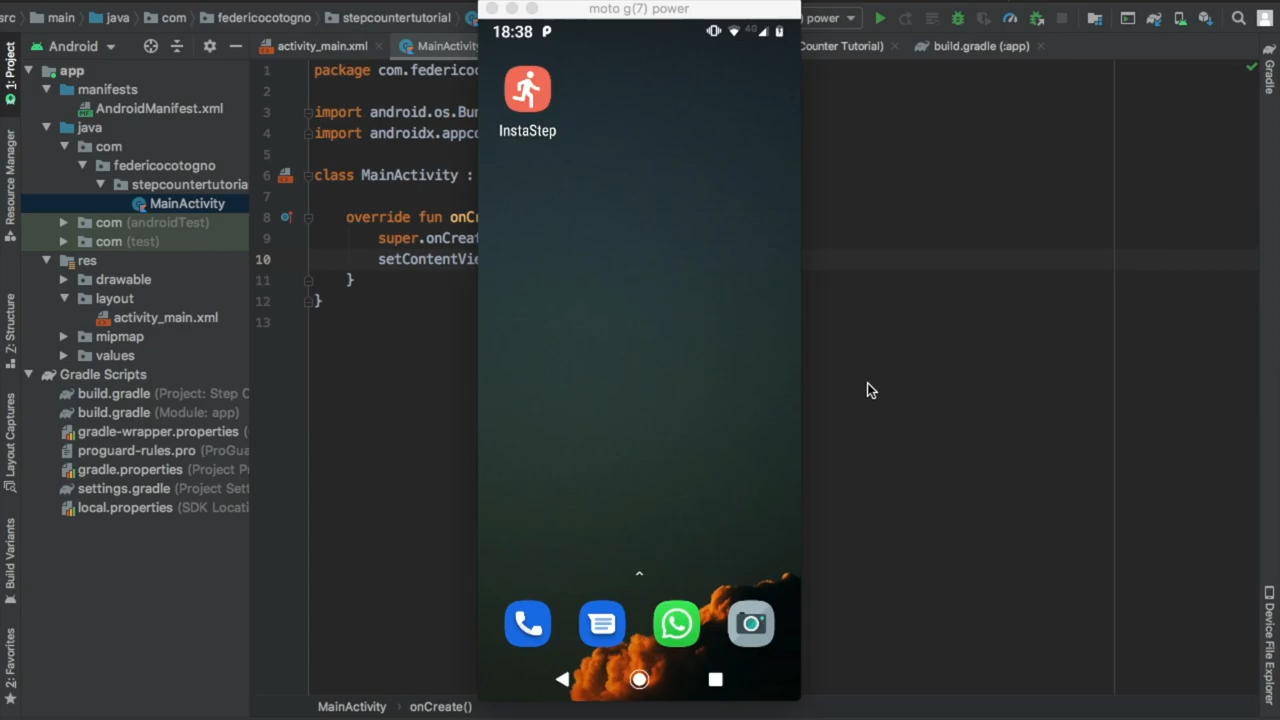 src
main
java
com
federicocotogno
stepcountertutorial
moto g(7) power
power
Android
activity_main.xml
MainActivity
Counter Tutorial)
build.gradle (:app)
1: Project
Resource Manager
Z: Structure
Layout Captures
Build Variants
2: Favorites
app
manifests
AndroidManifest.xml
java
com
federicocotogno
stepcountertutoria
MainActivity
com (androidTest)
com (test)
res
drawable
layout
activity_main.xml
mipmap
values
Gradle Scripts
build.gradle (Project: Step C
build.gradle (Module: app)
gradle-wrapper.properties (
proguard-rules.pro (ProGua
gradle.properties (Project P
settings.gradle (Project Sett
local.properties (SDK Locati
1 package com.federicoc
2
3 import android.os.Bun
4 import androidx.appco
5
6 class MainActivity :
7
8 override fun onCr
9 super.onCreat
10 setContentVie
11 }
12 }
13
18:38
4G
InstaStep
MainActivity
onCreate()
Gradle
Device File Explorer